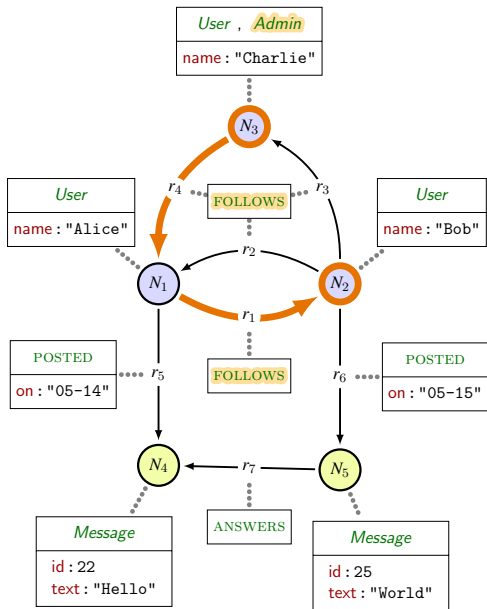 User , Admin
name : "Charlie"
N3
r4
r3
FOLLOWS
User
name : "Alice"
User
name : "Bob"
r2
N1
N2
r1
POSTED
on : "05-14"
r5
FOLLOWS
r6
POSTED
on : "05-15"
N4
r7
N5
ANSWERS
Message
id : 22
text : "Hello"
Message
id : 25
text : "World"